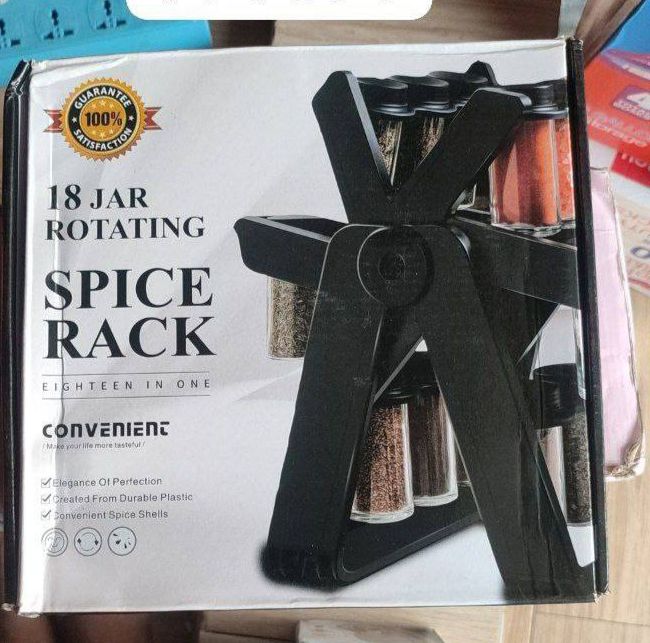 GUARANTEE
100%
SATISFACTION
18 JAR
ROTATING
SPICE
RACK
EIGHTEEN IN ONE
CONVENIENT
/ Make your life more tasteful /
Elegance Of Perfection
Created From Durable Plastic
Convenient Spice Shells